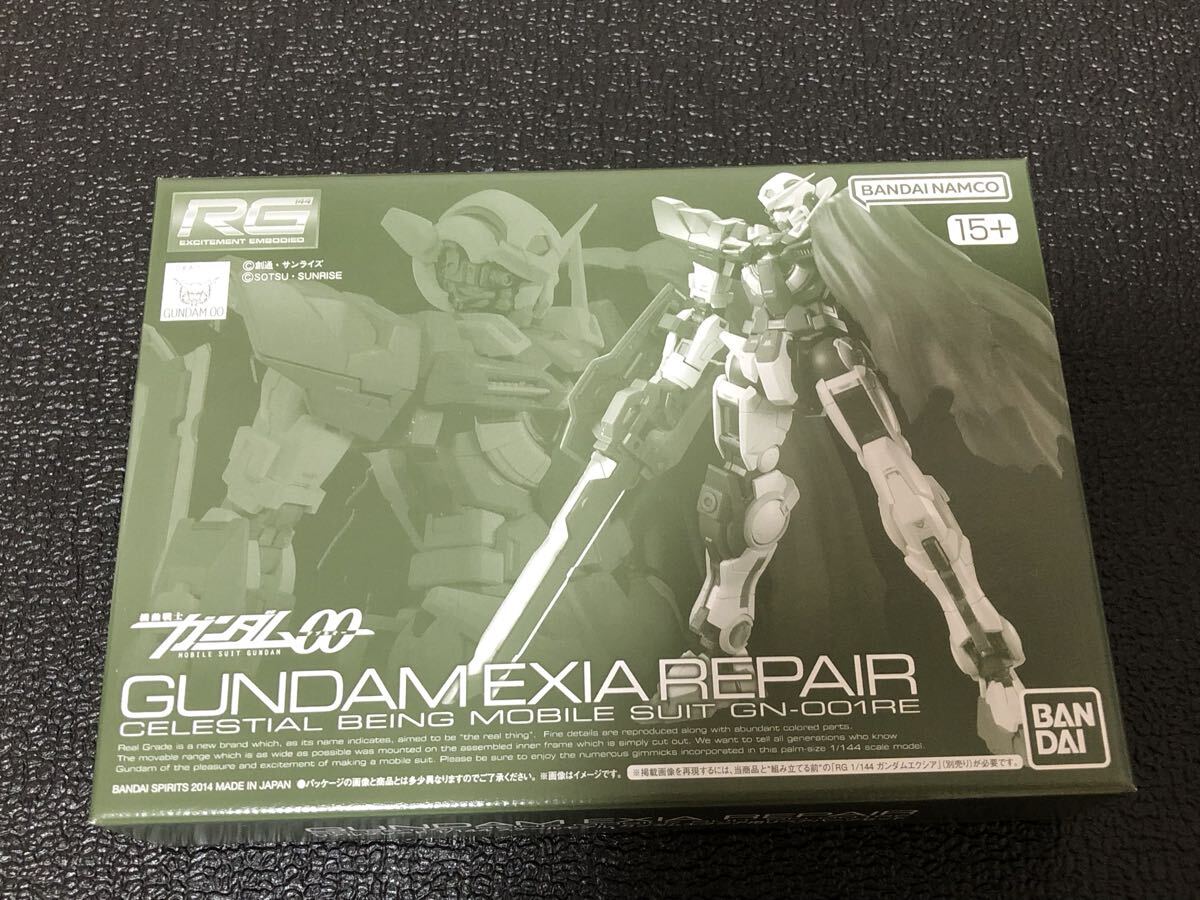 RG
144
EXCITEMENT EMBODIED
GUNDAM 00
©創通・サンライズ
©SOTSU・SUNRISE
BANDAI NAMCO
15+
機動戦士
ガンダム00
MOBILE SUIT GUNDAM
GUNDAM EXIA REPAIR
CELESTIAL BEING MOBILE SUIT GN-001RE
Real Grade is a new brand which, as its name indicates, aimed to be "the real thing". Fine details are reproduced along with abundant colored parts.
The movable range which is as wide as possible was mounted on the assembled inner frame which is simply cut out. We want to tell all generations who know
Gundam of the pleasure and excitement of making a mobile suit. Please be sure to enjoy the numerous gimmicks incorporated in this palm-size 1/144 scale model.
BANDAI SPIRITS 2014 MADE IN JAPAN ●パッケージの画像と商品とは多少異なりますのでご了承ください。 ※画像はイメージです。
※掲載画像を再現するには、当商品と"組み立てる前"の「RG 1/144 ガンダムエクシア」(別売り)が必要です。
BAN
DAI
GUNDAM EXIA REPAIR